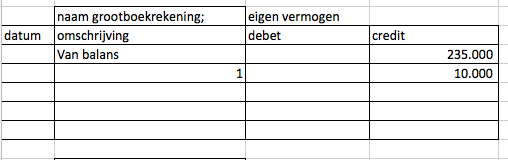 naam grootboekrekening; eigen vermogen
datum omschrijving debet credit
Van balans 235.000
1 10.000